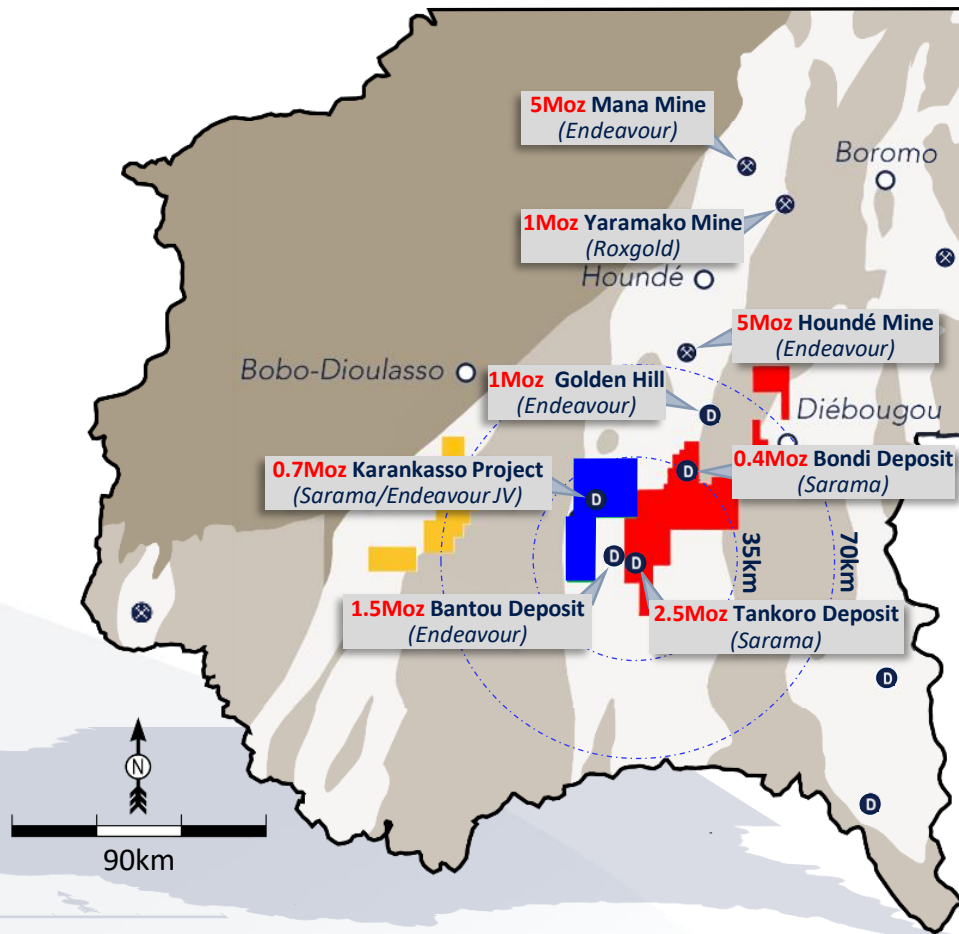 5Moz Mana Mine
(Endeavour)
Boromo
1Moz Yaramako Mine
(Roxgold)
Houndé
5Moz Houndé Mine
(Endeavour)
Bobo-Dioulasso
1Moz Golden Hill
(Endeavour)
Diébougou
0.7Moz Karankasso Project
(Sarama/Endeavour JV)
0.4Moz Bondi Deposit
(Sarama)
D
D
D
35km
70km
D
D
1.5Moz Bantou Deposit
(Endeavour)
2.5Moz Tankoro Deposit
(Sarama)
D
N
D
90km